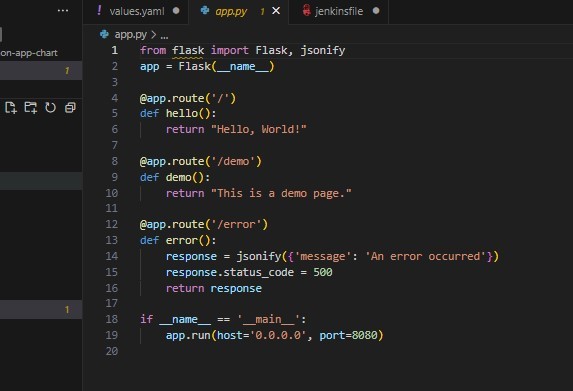 ! values.yaml
app.py 1
jenkinsfile
app.py > ...
on-app-chart
1
1
1 from flask import Flask, jsonify
2 app = Flask(__name__)
3
4 @app.route('/')
5 def hello():
6     return "Hello, World!"
7
8 @app.route('/demo')
9 def demo():
10     return "This is a demo page."
11
12 @app.route('/error')
13 def error():
14     response = jsonify({'message': 'An error occurred'})
15     response.status_code = 500
16     return response
17
18 if __name__ == '__main__':
19     app.run(host='0.0.0.0', port=8080)
20